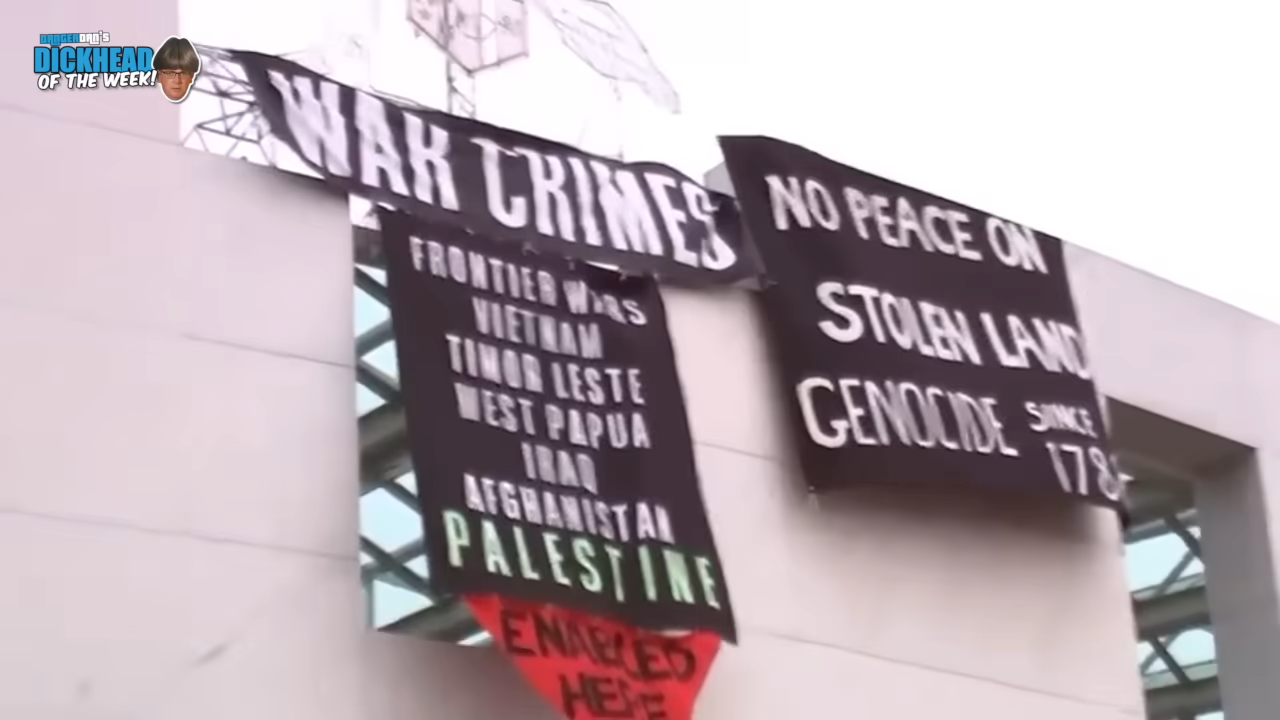 DANGERDAD'S
DICKHEAD
OF THE WEEK!
WAR CRIMES
FRONTIER WARS
VIETNAM
TIMOR LESTE
WEST PAPUA
IRAQ
AFGHANISTAN
PALESTINE
ENABLED
HERE
NO PEACE ON
STOLEN LAND
GENOCIDE SINCE